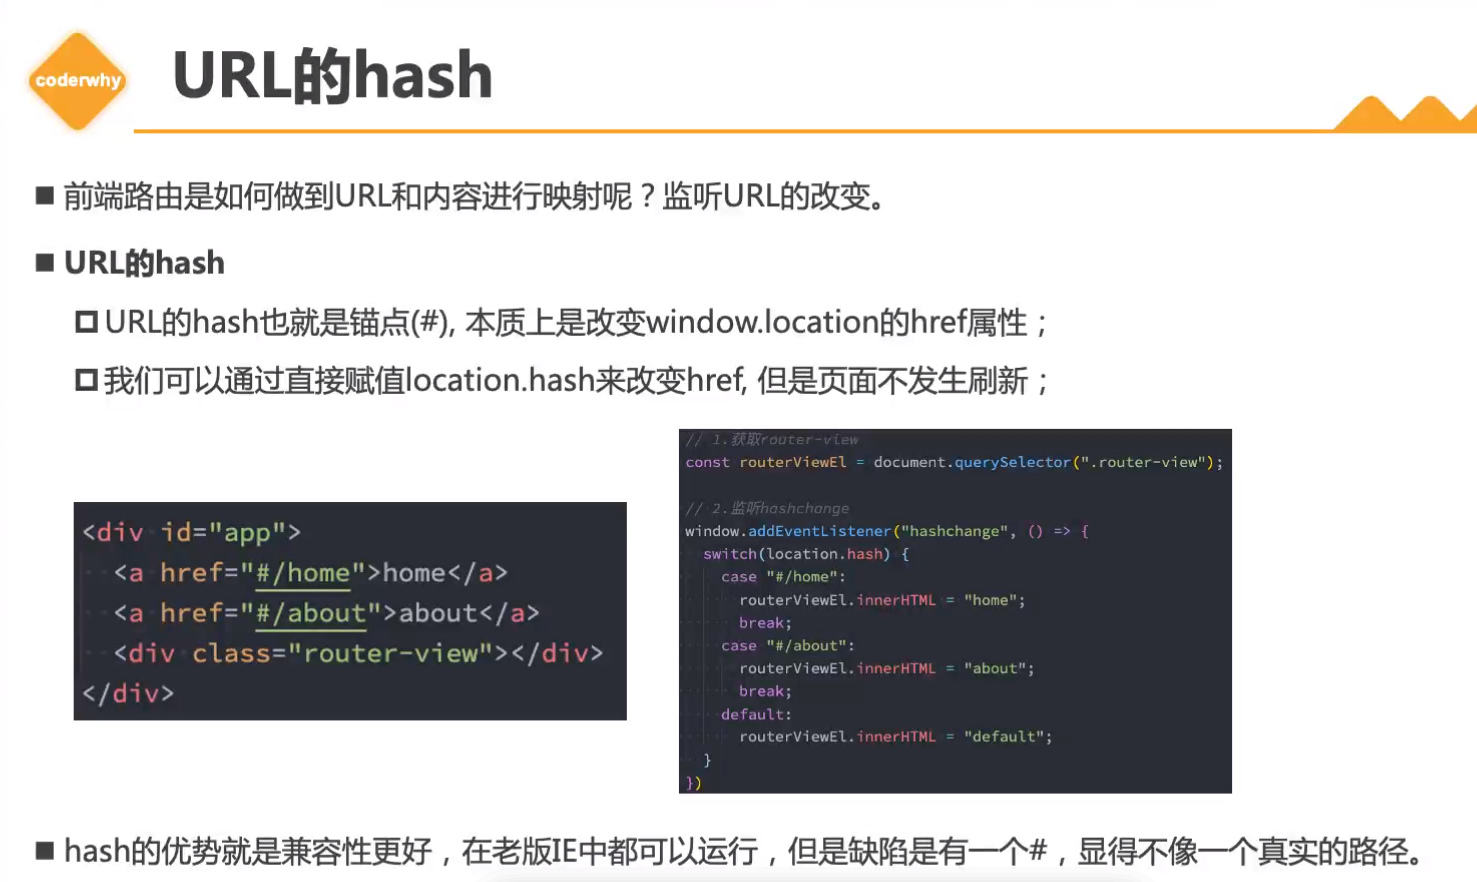 coderwhy
URL的hash
前端路由是如何做到URL和内容进行映射呢？监听URL的改变。
URL的hash
URL的hash也就是锚点(#), 本质上是改变window.location的href属性；
我们可以通过直接赋值location.hash来改变href, 但是页面不发生刷新；
<div id="app">
<a href="#/home">home</a>
<a href="#/about">about</a>
<div class="router-view"></div>
</div>
// 1.获取router-view
const routerViewEl = document.querySelector(".router-view");
// 2.监听hashchange
window.addEventListener("hashchange", () => {
switch(location.hash) {
case "#/home":
routerViewEl.innerHTML = "home";
break;
case "#/about":
routerViewEl.innerHTML = "about";
break;
default:
routerViewEl.innerHTML = "default";
}
})
hash的优势就是兼容性更好，在老版IE中都可以运行，但是缺陷是有一个#，显得不像一个真实的路径。